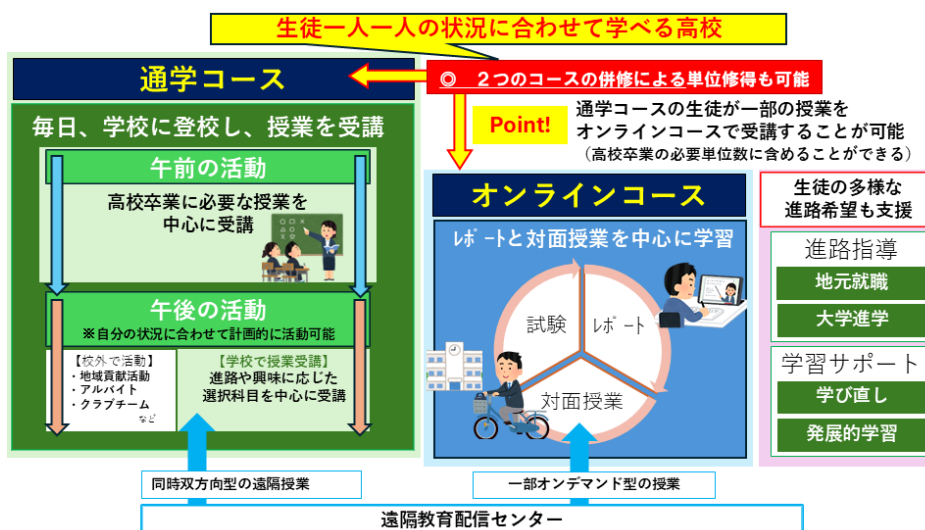 生徒一人一人の状況に合わせて学べる高校
通学コース
◎ 2つのコースの併修による単位修得も可能
毎日、学校に登校し、授業を受講
Point!
通学コースの生徒が一部の授業を
オンラインコースで受講することが可能
（高校卒業の必要単位数に含めることができる）
午前の活動
高校卒業に必要な授業を
中心に受講
午後の活動
※自分の状況に合わせて計画的に活動可能
【校外で活動】
・地域貢献活動
・アルバイト
・クラブチーム
など
【学校で授業受講】
進路や興味に応じた
選択科目を中心に受講
オンラインコース
ﾚﾎﾟｰﾄと対面授業を中心に学習
試験
ﾚﾎﾟｰﾄ
対面授業
生徒の多様な
進路希望も支援
進路指導
地元就職
大学進学
学習サポート
学び直し
発展的学習
同時双方向型の遠隔授業
一部オンデマンド型の授業
遠隔教育配信センター